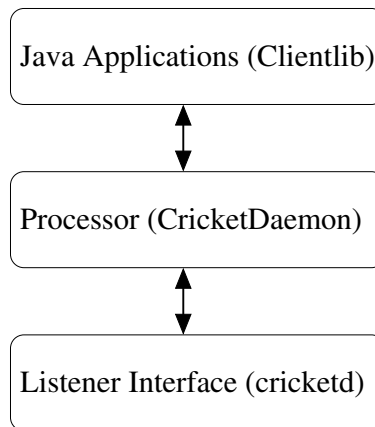 Java Applications (Clientlib)
Processor (CricketDaemon)
Listener Interface (cricketd)